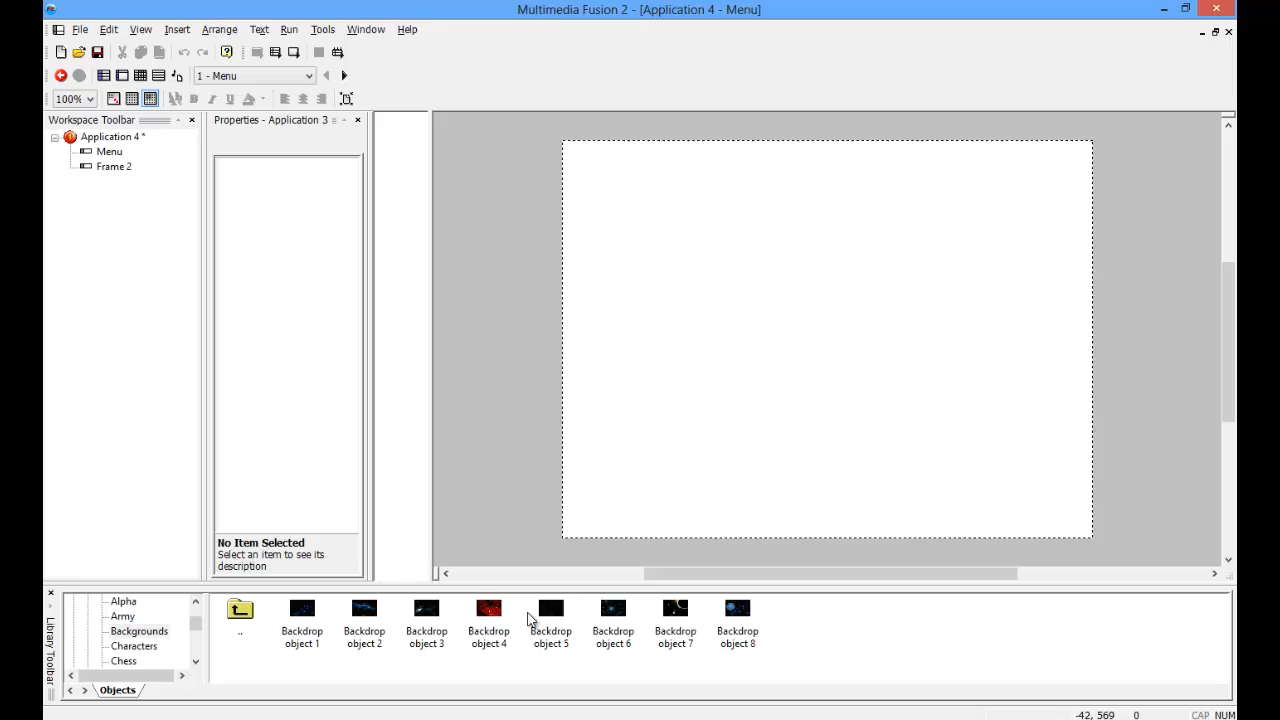 Multimedia Fusion 2 - [Application 4 - Menu]
File Edit View Insert Arrange Text Run Tools Window Help
1 - Menu
100%
B I U A
Workspace Toolbar
Properties - Application 3
Application 4 *
Menu
Frame 2
No Item Selected
Select an item to see its
description
Library Toolbar
Alpha
Army
Backgrounds
Characters
Chess
Objects
..
Backdrop object 1
Backdrop object 2
Backdrop object 3
Backdrop object 4
Backdrop object 5
Backdrop object 6
Backdrop object 7
Backdrop object 8
-42, 569 0 CAP NUM